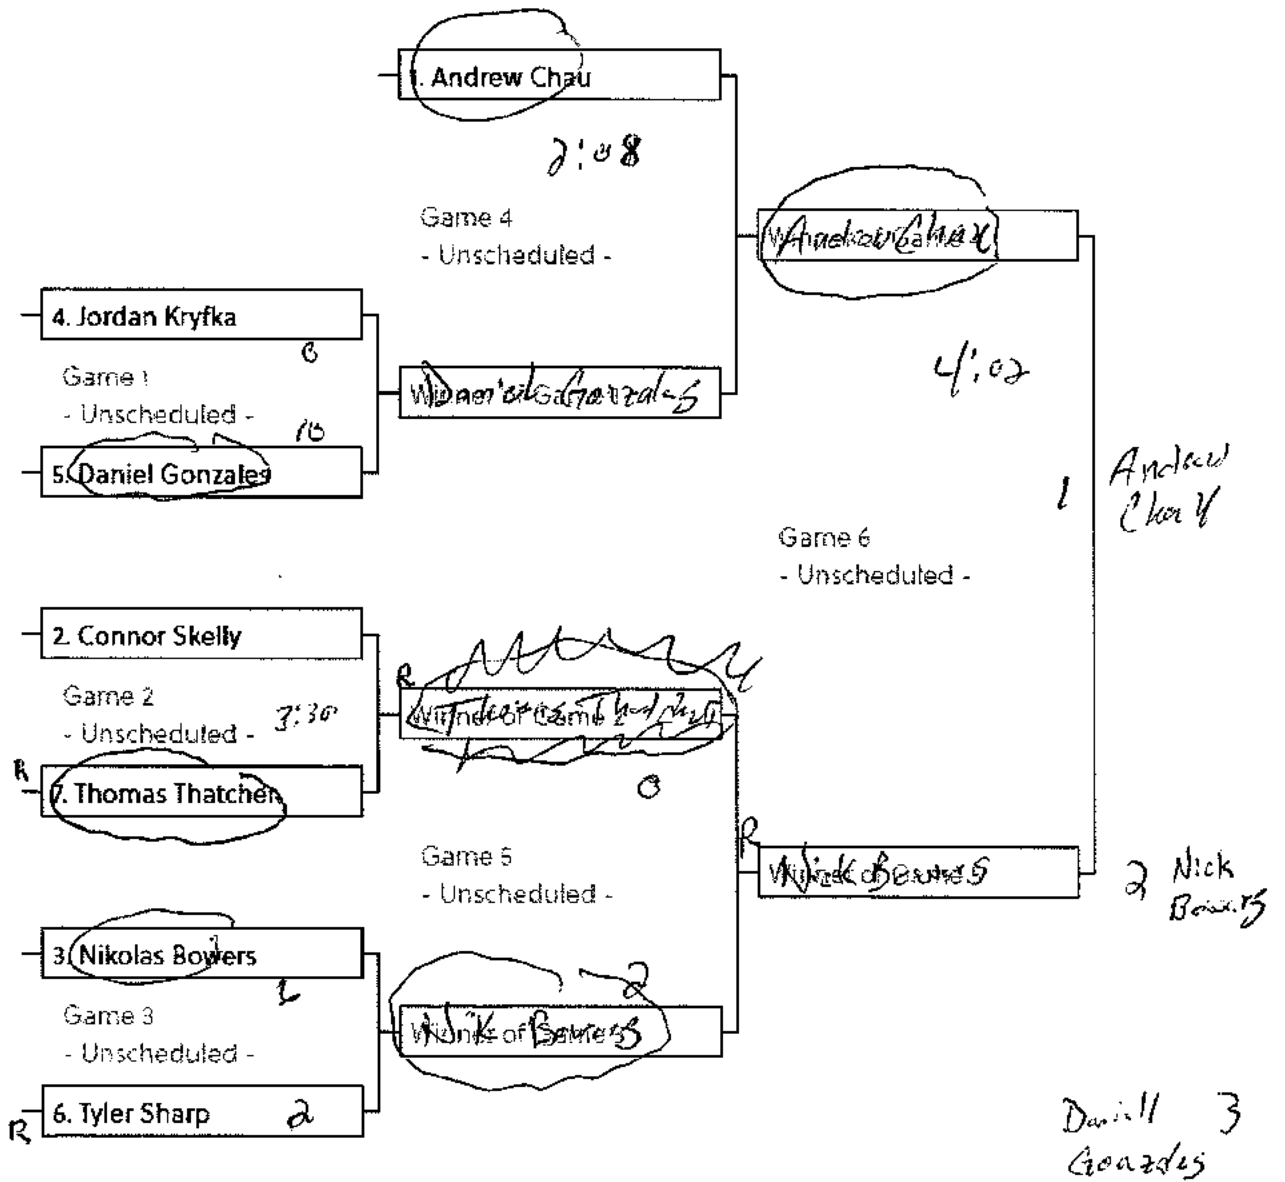 1. Andrew Chau
2:08
Game 4
- Unscheduled -
Andrew Chau
4. Jordan Kryfka
0
Game 1
- Unscheduled -
10
5. Daniel Gonzales
Daniel Gonzales
4:02
1 Andrew
Chau
Game 6
- Unscheduled -
2. Connor Skelly
Game 2
- Unscheduled -
3:30
R
7. Thomas Thatcher
R
Winner of Game 2
0
Game 5
- Unscheduled -
R
Nick Bowers
2 Nick
Bowers
3. Nikolas Bowers
Game 3
- Unscheduled -
2
Nick Bowers
R
6. Tyler Sharp 2
Daniell 3
Gonzales